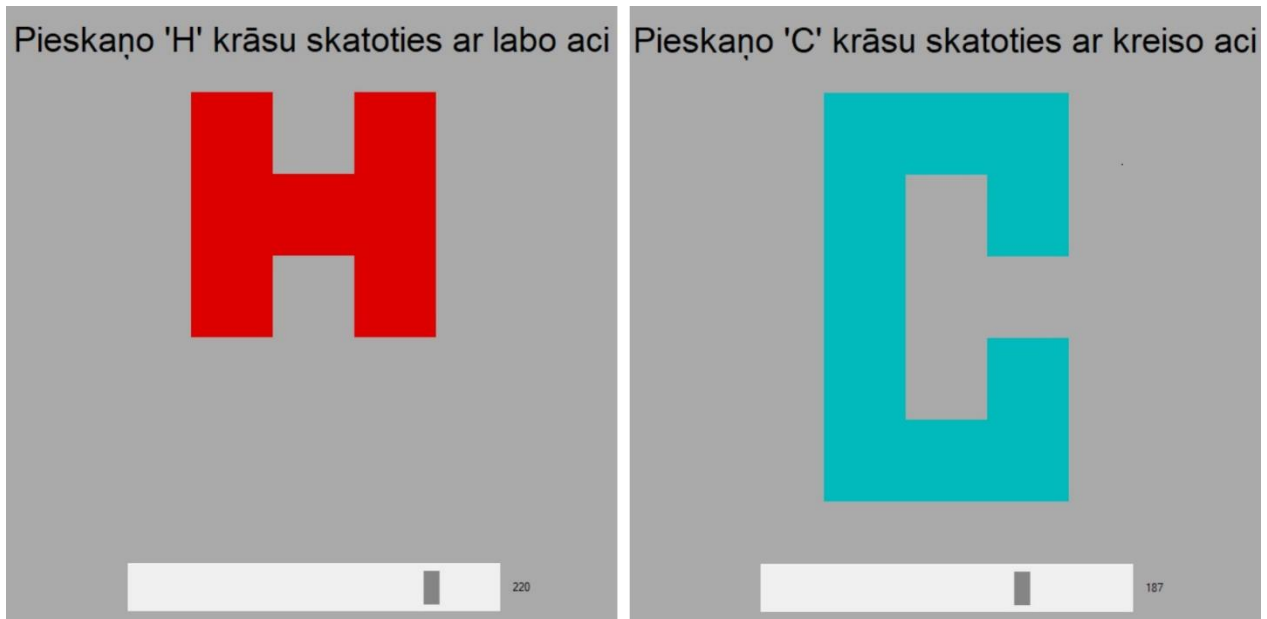 Pieskaņo 'H' krāsu skatoties ar labo aci
H
220
Pieskaņo 'C' krāsu skatoties ar kreiso aci
C
187